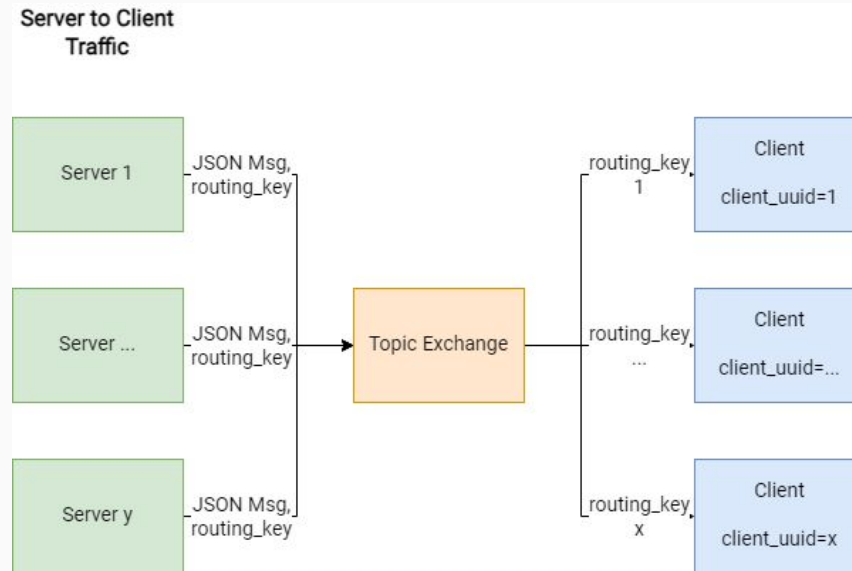 Server to Client
Traffic
Server 1
JSON Msg,
routing_key
routing_key
1
Client
client_uuid=1
Server ...
JSON Msg,
routing_key
Topic Exchange
routing_key
...
Client
client_uuid=...
Server y
JSON Msg,
routing_key
routing_key
x
Client
client_uuid=x